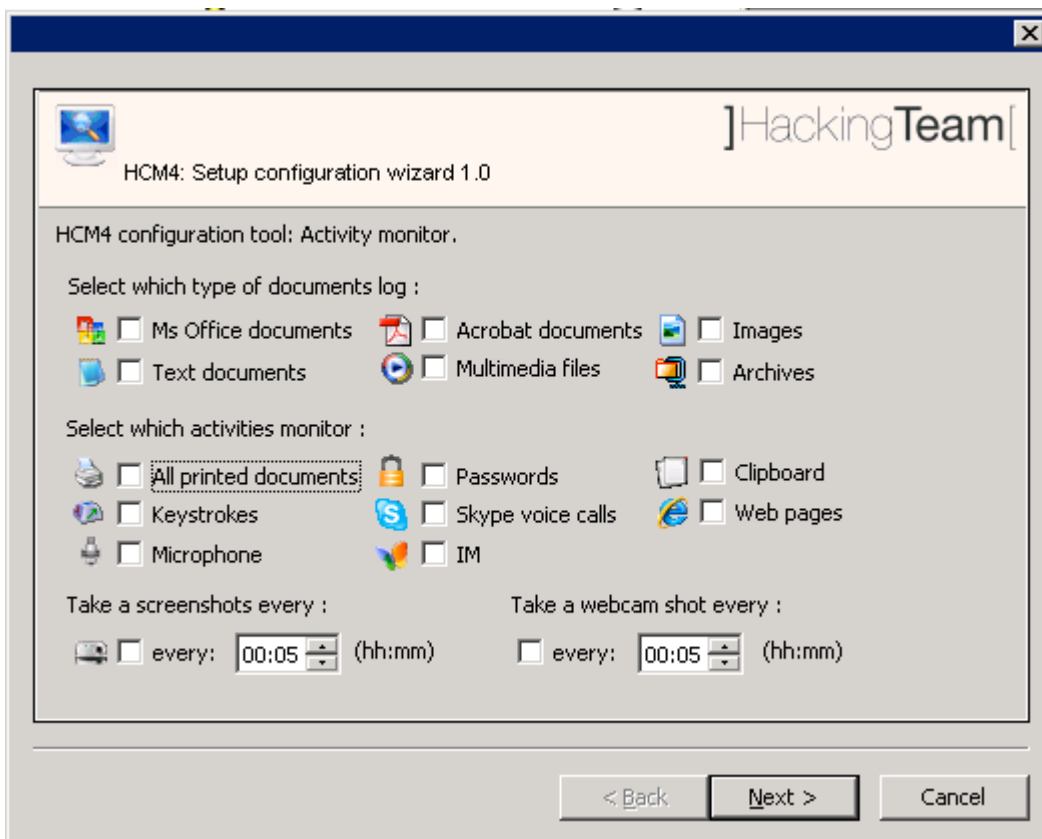 ]HackingTeam[
HCM4: Setup configuration wizard 1.0
HCM4 configuration tool: Activity monitor.
Select which type of documents log :
Ms Office documents Acrobat documents Images
Text documents Multimedia files Archives
Select which activities monitor :
All printed documents Passwords Clipboard
Keystrokes Skype voice calls Web pages
Microphone IM
Take a screenshots every : Take a webcam shot every :
every: 00:05 (hh:mm) every: 00:05 (hh:mm)
< Back Next > Cancel